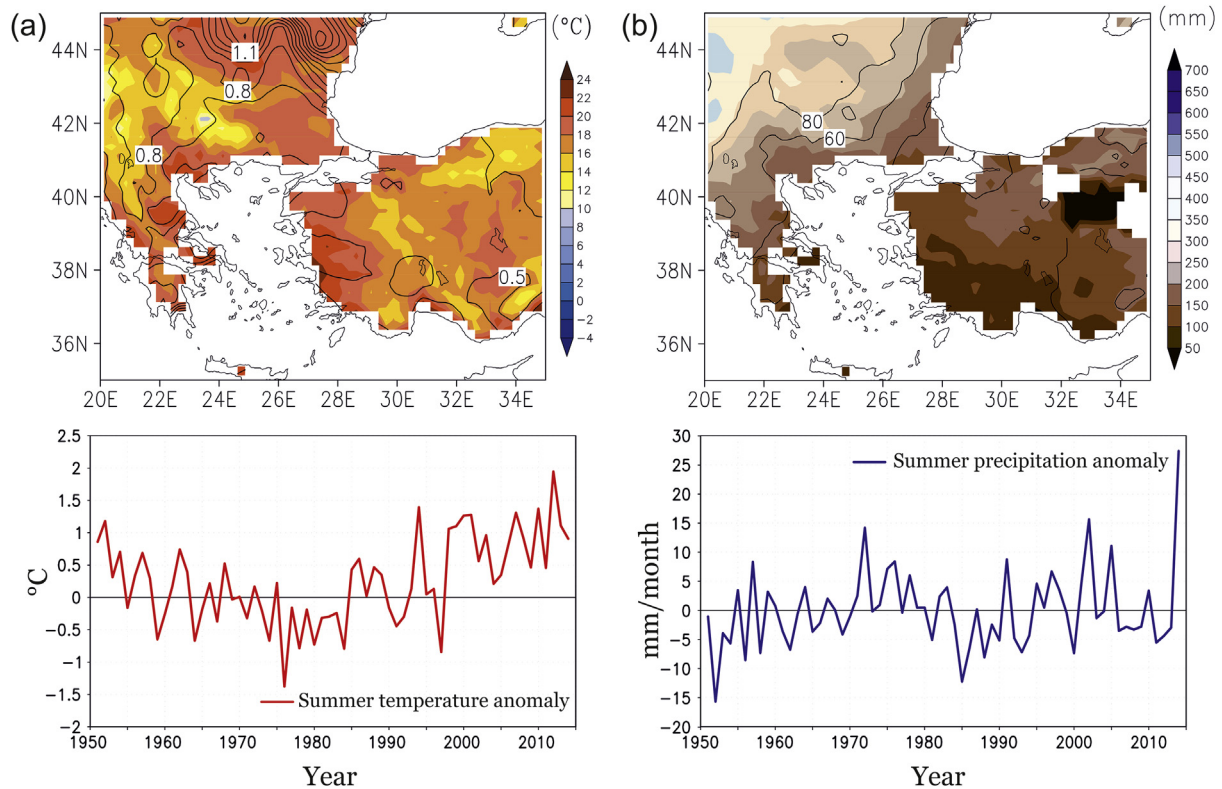 (a)
(°C)
44N
42N
40N
38N
36N
20E 22E 24E 26E 28E 30E 32E 34E
1.1
0.8
0.8
0.5
24
22
20
18
16
14
12
10
8
6
4
2
0
−2
−4
(b)
(mm)
44N
42N
40N
38N
36N
20E 22E 24E 26E 28E 30E 32E 34E
80
60
700
650
600
550
500
450
400
350
300
250
200
150
100
50
2.5
2
1.5
1
0.5
0
−0.5
−1
−1.5
−2
°C
Summer temperature anomaly
1950 1960 1970 1980 1990 2000 2010
Year
30
25
20
15
10
5
0
−5
−10
−15
−20
mm/month
Summer precipitation anomaly
1950 1960 1970 1980 1990 2000 2010
Year